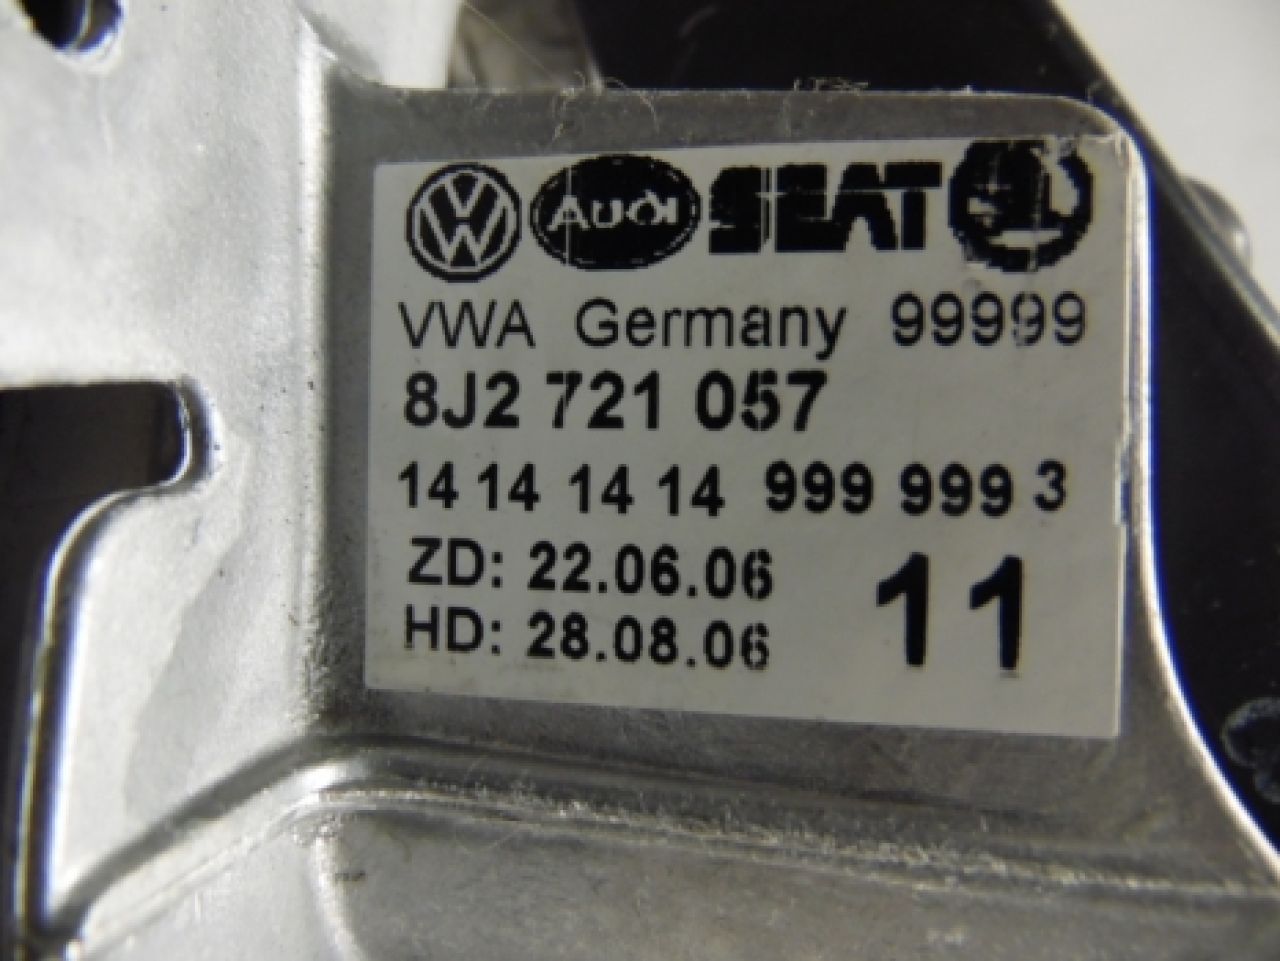 VW Audi SEAT
VWA Germany 99999
8J2 721 057
14 14 14 14 999 999 3
ZD: 22.06.06
HD: 28.08.06 11